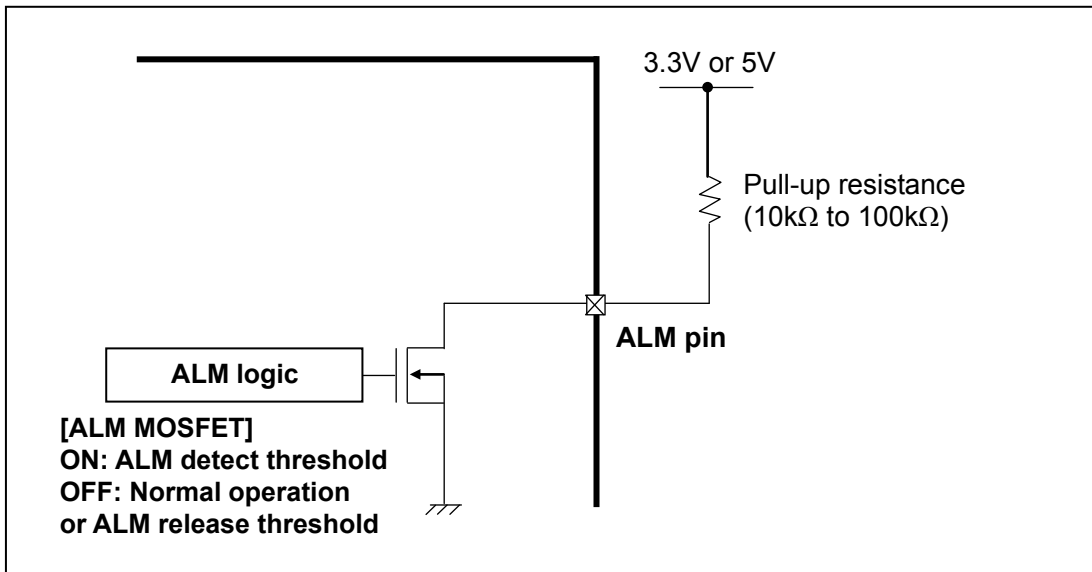 3.3V or 5V
Pull-up resistance
(10kΩ to 100kΩ)
ALM pin
ALM logic
[ALM MOSFET]
ON: ALM detect threshold
OFF: Normal operation
or ALM release threshold